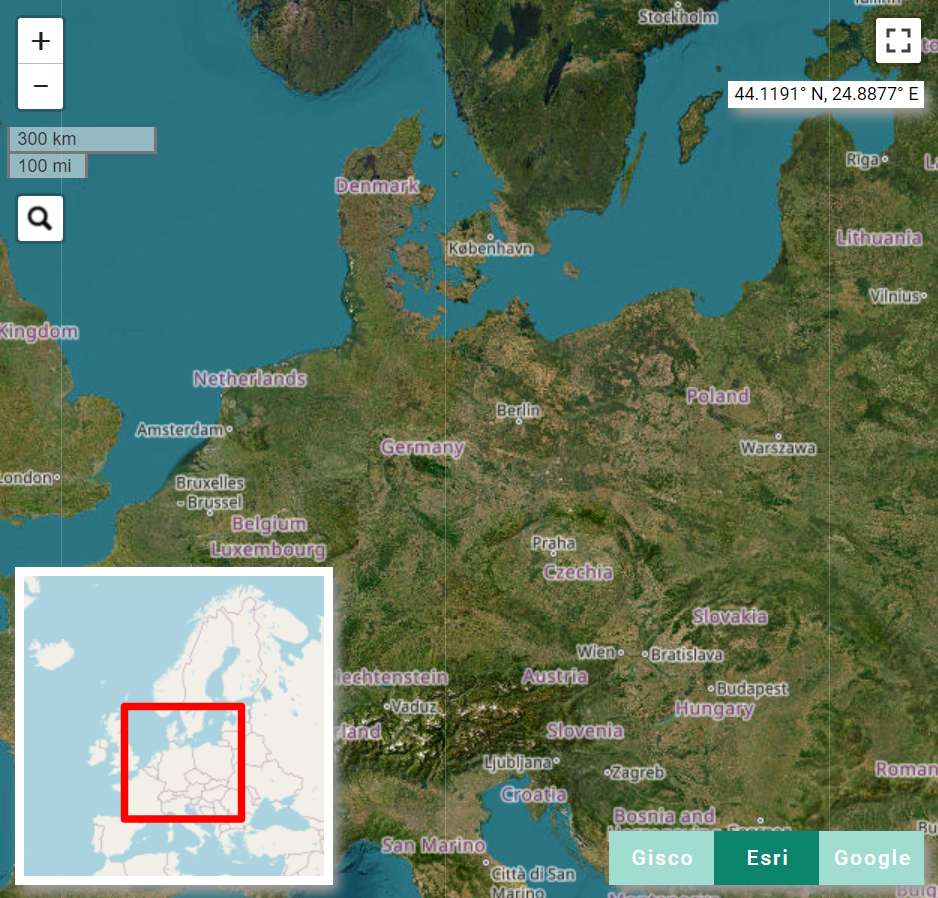 Stockholm
+
−
44.1191° N, 24.8877° E
300 km
100 mi
Riga
Denmark
København
Lithuania
Vilnius
Kingdom
Netherlands
Poland
Berlin
Amsterdam
Germany
Warszawa
London
Bruxelles
- Brussel
Belgium
Luxembourg
Praha
Czechia
Slovakia
Wien
Bratislava
iechtenstein
Austria
Budapest
Vaduz
Hungary
land
Slovenia
Ljubljana
Zagreb
Roman
Croatia
Bosnia and
San Marino
Gisco
Esri
Google
Città di San
Marino